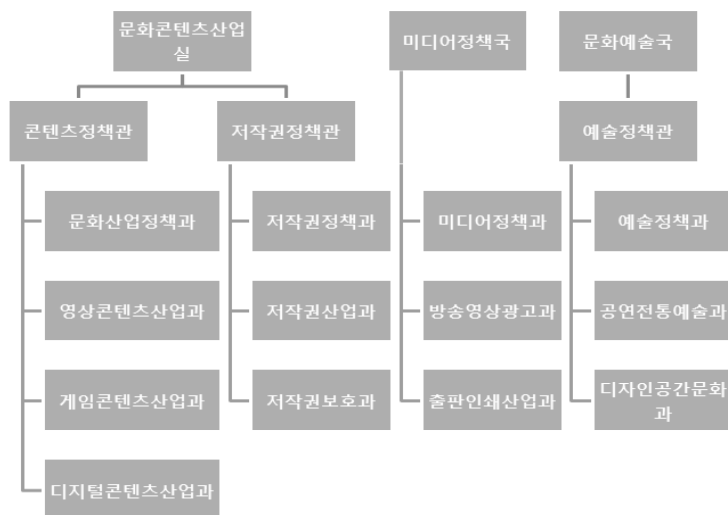 문화콘텐츠산업
실
미디어정책국
문화예술국
콘텐츠정책관
저작권정책관
예술정책관
문화산업정책과
저작권정책과
미디어정책과
예술정책과
영상콘텐츠산업과
저작권산업과
방송영상광고과
공연전통예술과
게임콘텐츠산업과
저작권보호과
출판인쇄산업과
디자인공간문화
과
디지털콘텐츠산업과